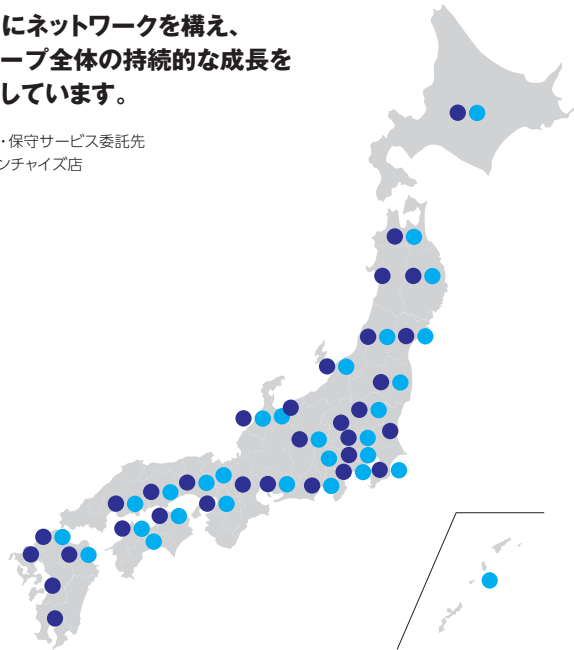 にネットワークを構え、
ープ全体の持続的な成長を
しています。
・保守サービス委託先
ンチャイズ店